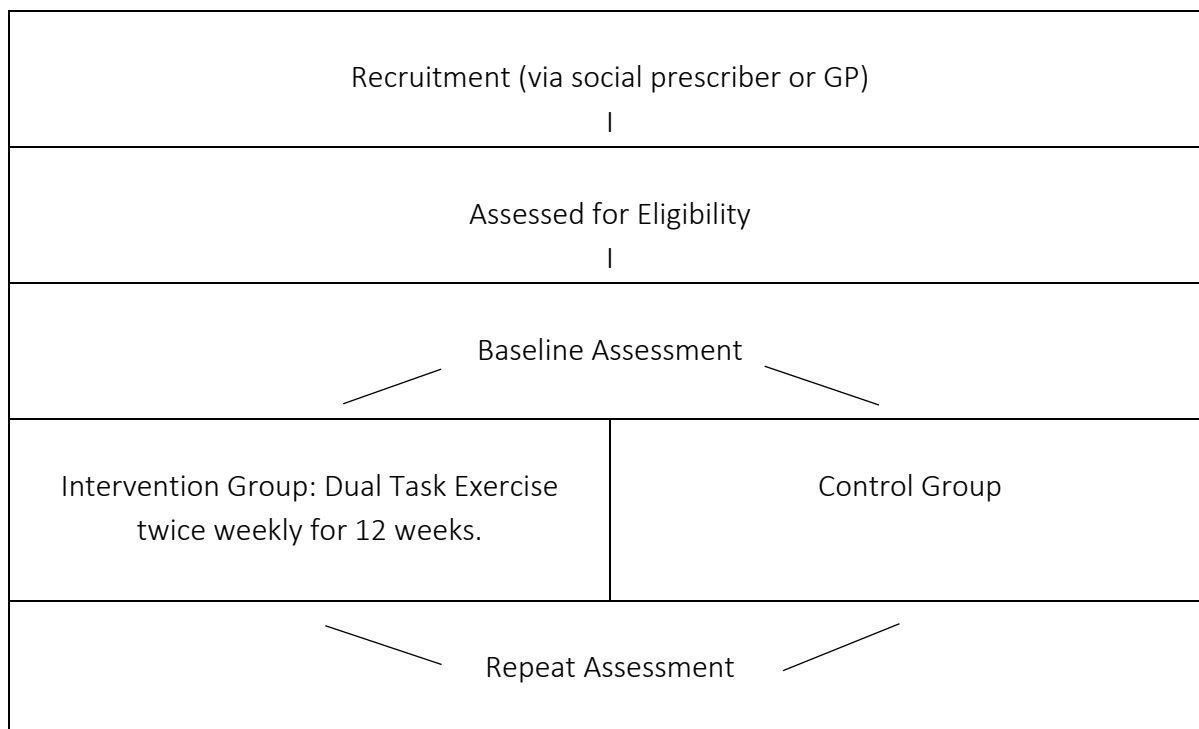 Recruitment (via social prescriber or GP)
Assessed for Eligibility
Baseline Assessment
Intervention Group: Dual Task Exercise
twice weekly for 12 weeks.
Control Group
Repeat Assessment